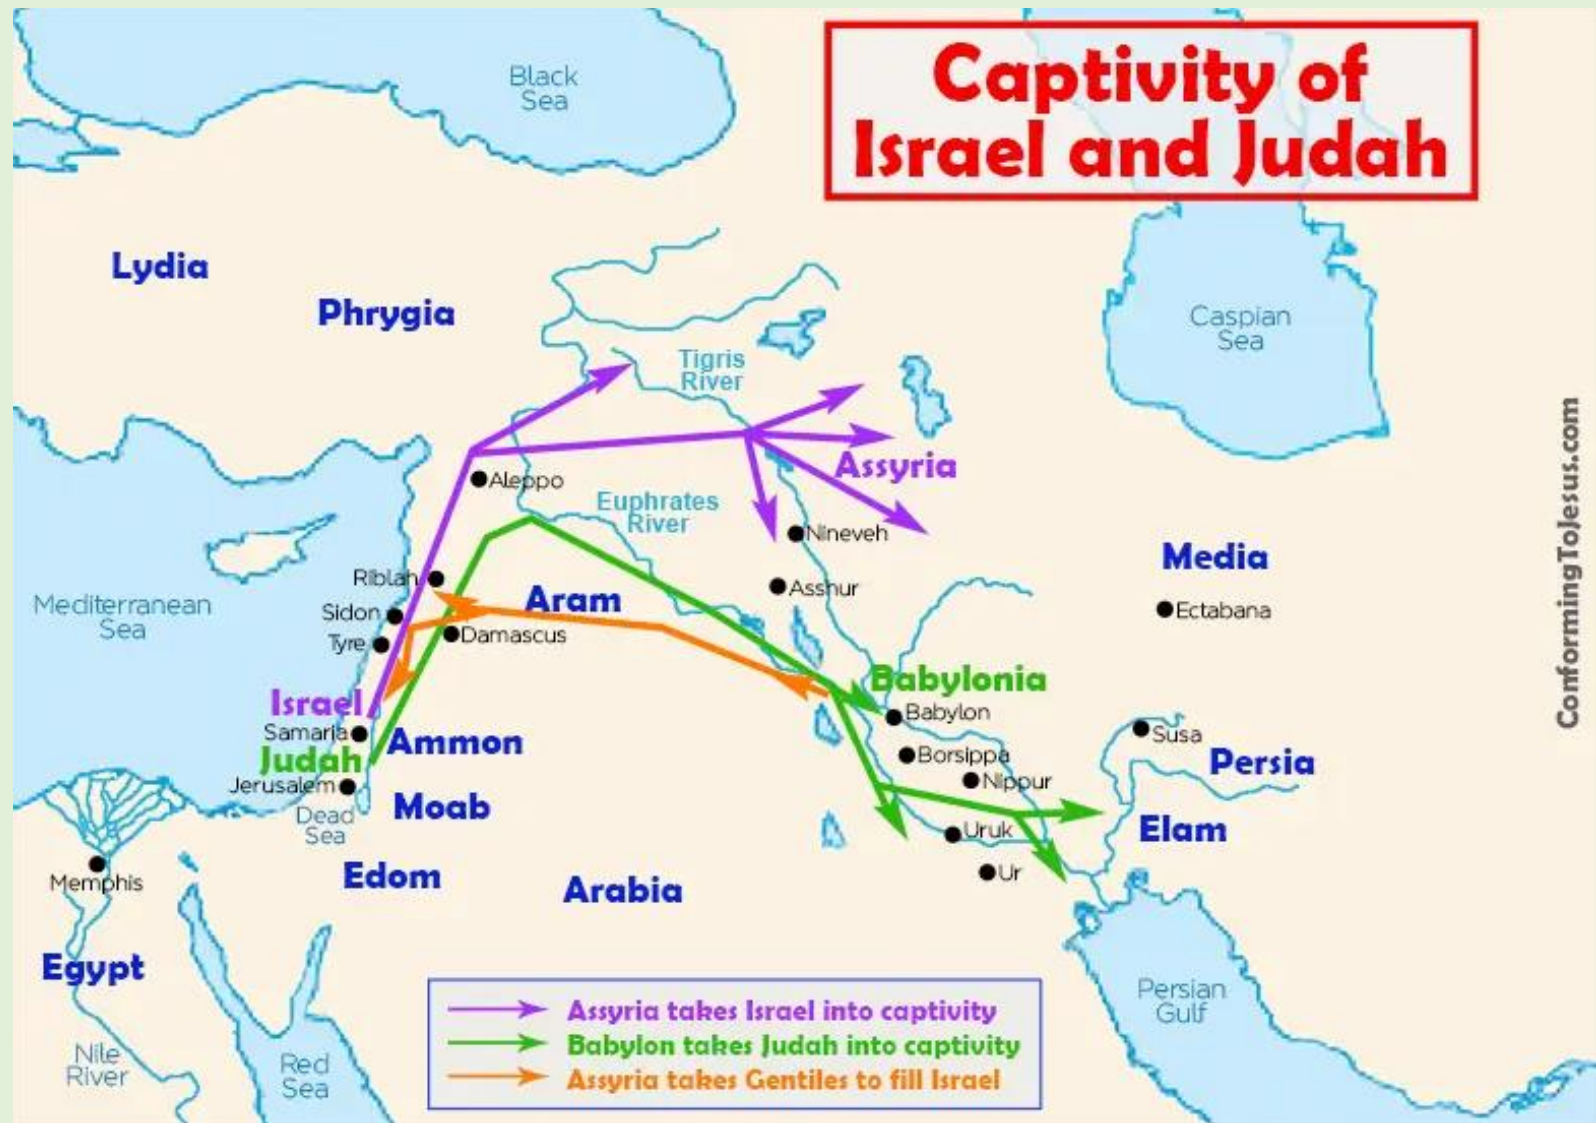 Captivity of
Israel and Judah
Black
Sea
Lydia
Phrygia
Caspian
Sea
Tigris
River
Assyria
Aleppo
Euphrates
River
Nineveh
Media
Riblah
Asshur
Aram
Ectabana
Mediterranean
Sea
Sidon
Tyre
Damascus
Babylonia
Israel
Babylon
Samaria
Ammon
Susa
Judah
Borsippa
Persia
Jerusalem
Nippur
Dead
Sea
Moab
Uruk
Elam
Memphis
Edom
Arabia
Ur
Egypt
Persian
Gulf
Nile
River
Red
Sea
Assyria takes Israel into captivity
Babylon takes Judah into captivity
Assyria takes Gentiles to fill Israel
ConformingToJesus.com